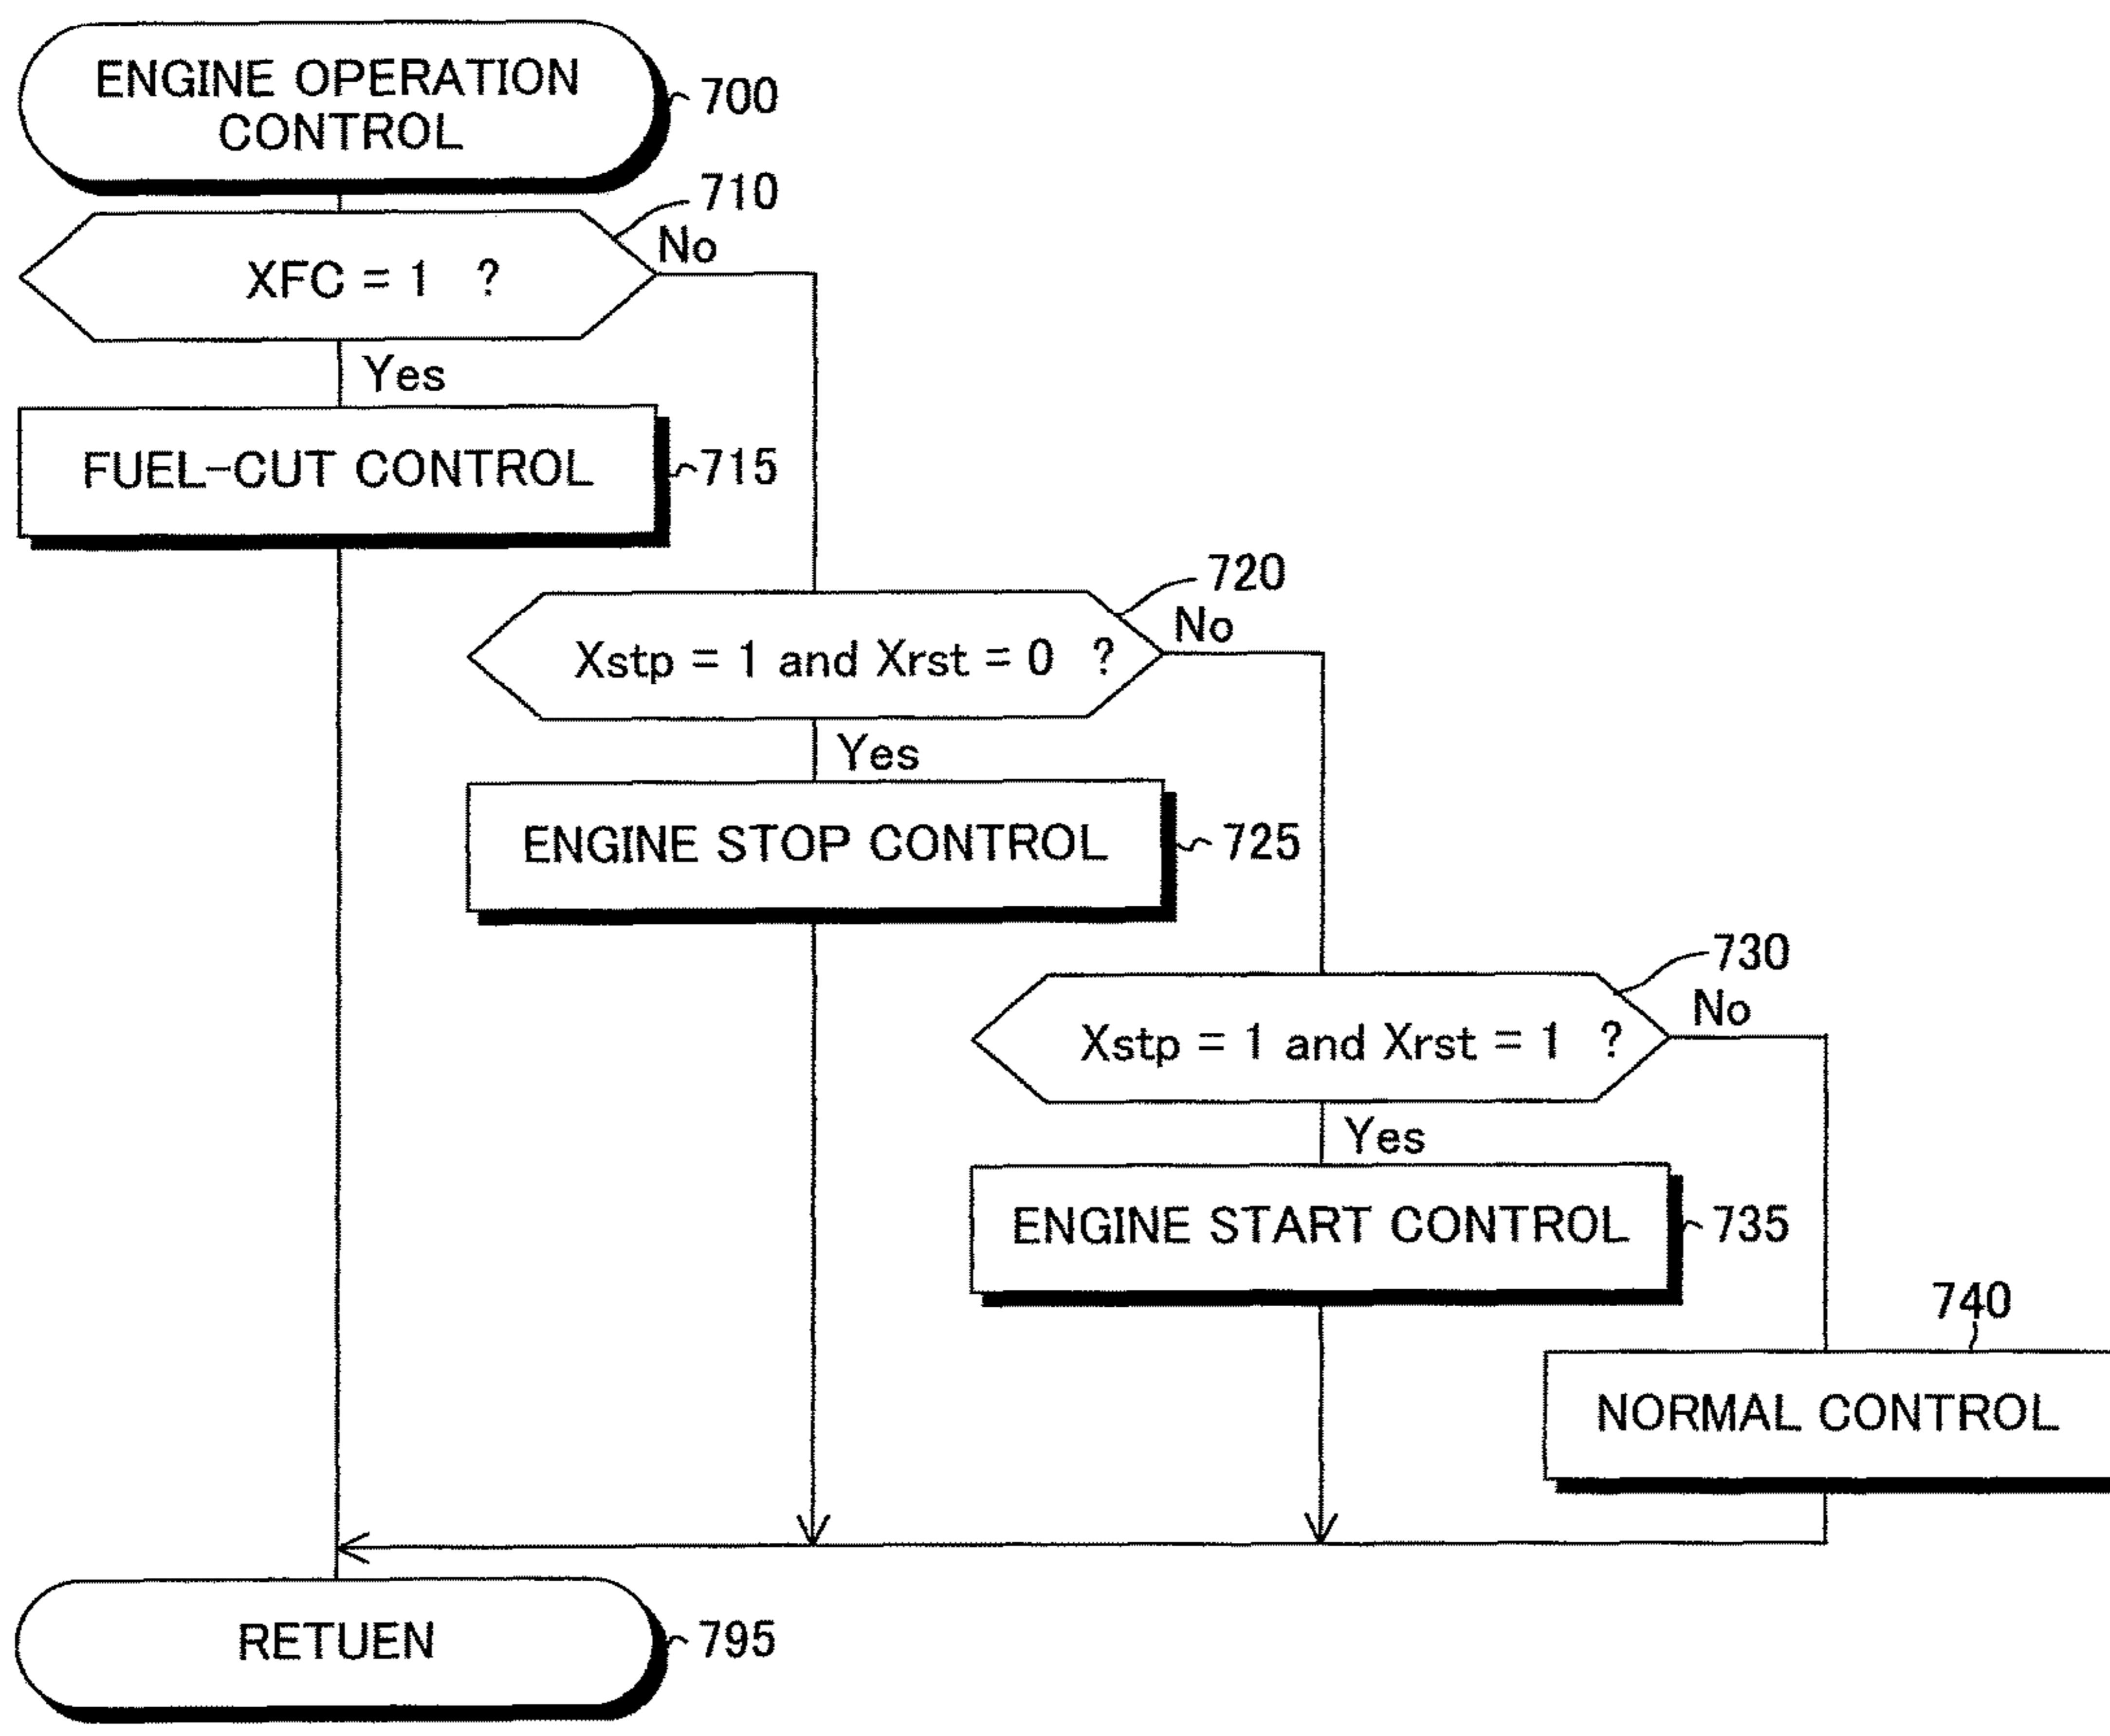 ENGINE OPERATION
CONTROL
700
710
XFC = 1 ?
No
Yes
FUEL-CUT CONTROL
715
720
Xstp = 1 and Xrst = 0 ?
No
Yes
ENGINE STOP CONTROL
725
730
Xstp = 1 and Xrst = 1 ?
No
Yes
ENGINE START CONTROL
735
740
NORMAL CONTROL
RETUEN
795